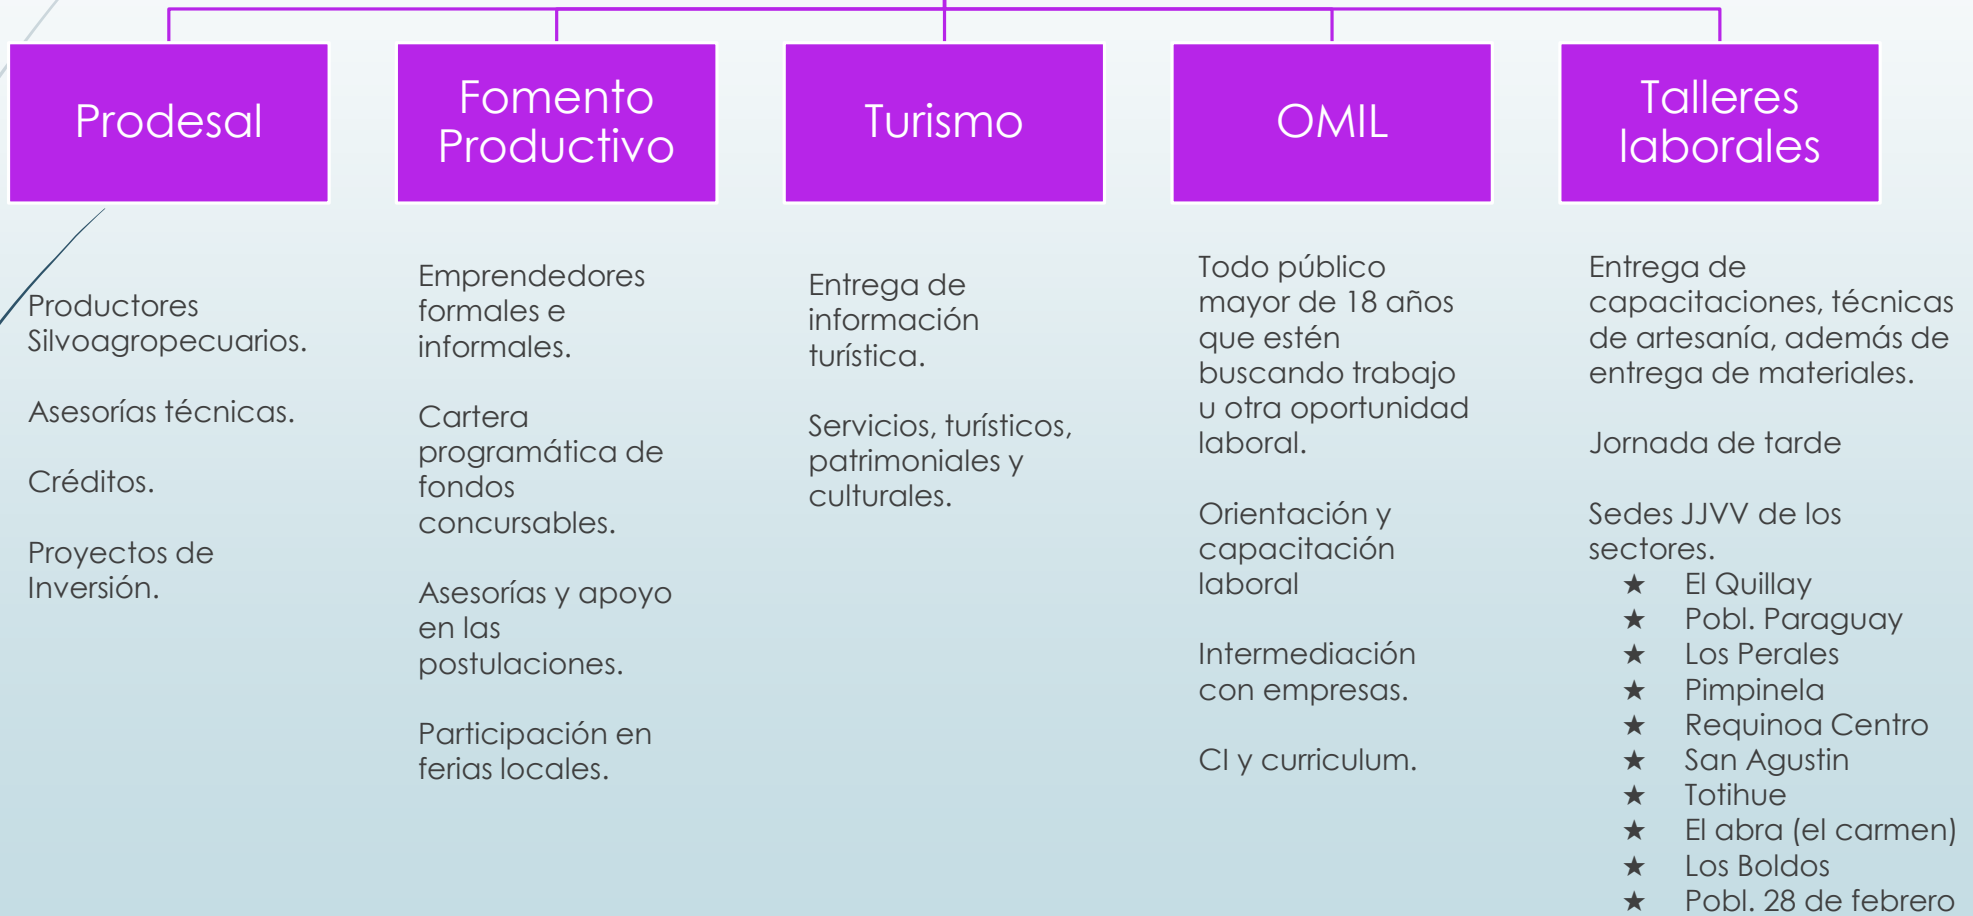 Prodesal
Fomento
Productivo
Turismo
OMIL
Talleres
laborales
Productores
Silvoagropecuarios.
Asesorías técnicas.
Créditos.
Proyectos de
Inversión.
Emprendedores
formales e
informales.
Cartera
programática de
fondos
concursables.
Asesorías y apoyo
en las
postulaciones.
Participación en
ferias locales.
Entrega de
información
turística.
Servicios, turísticos,
patrimoniales y
culturales.
Todo público
mayor de 18 años
que estén
buscando trabajo
u otra oportunidad
laboral.
Orientación y
capacitación
laboral
Intermediación
con empresas.
CI y curriculum.
Entrega de
capacitaciones, técnicas
de artesanía, además de
entrega de materiales.
Jornada de tarde
Sedes JJVV de los
sectores.
★ El Quillay
★ Pobl. Paraguay
★ Los Perales
★ Pimpinela
★ Requinoa Centro
★ San Agustin
★ Totihue
★ El abra (el carmen)
★ Los Boldos
★ Pobl. 28 de febrero